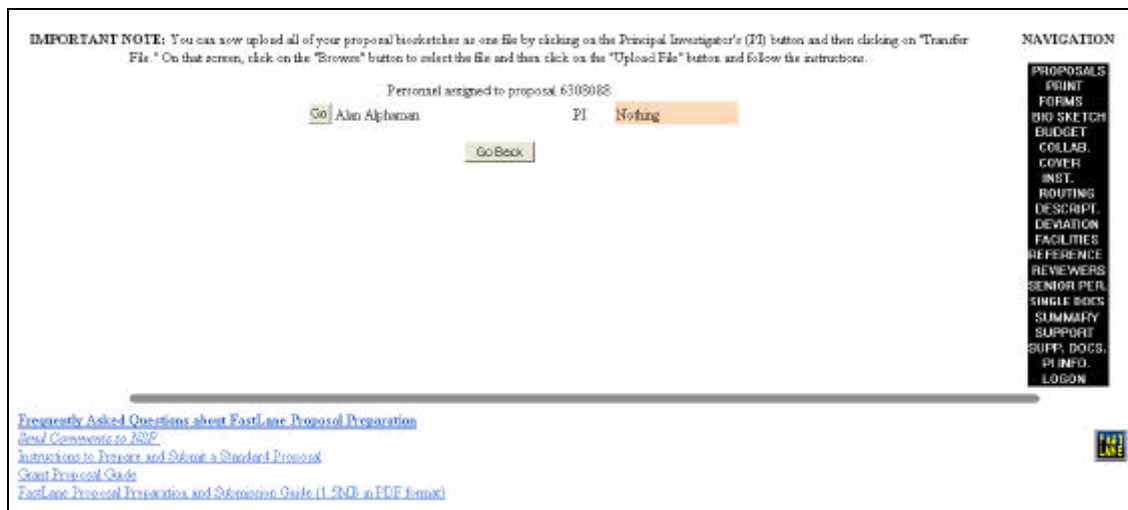 IMPORTANT NOTE: You can now upload all of your proposal biosketches as one file by clicking on the Principal Investigator's (PI) button and then clicking on "Transfer
File." On that screen, click on the "Browse" button to select the file and then click on the "Upload File" button and follow the instructions.
Personnel assigned to proposal 6308088
Go Alan Alphaman PI Nothing
Go Back
NAVIGATION
PROPOSALS
PRINT
FORMS
BIO SKETCH
BUDGET
COLLAB.
COVER
INST.
ROUTING
DESCRIPT.
DEVIATION
FACILITIES
REFERENCE
REVIEWERS
SENIOR PER.
SINGLE DOCS
SUMMARY
SUPPORT
SUPP. DOCS.
PI INFO.
LOGON
Frequently Asked Questions about FastLane Proposal Preparation
Send Comments to NSF
Instructions to Prepare and Submit a Standard Proposal
Grant Proposal Guide
FastLane Proposal Preparation and Submission Guide (1.5MB in PDF format)
FAST
LANE